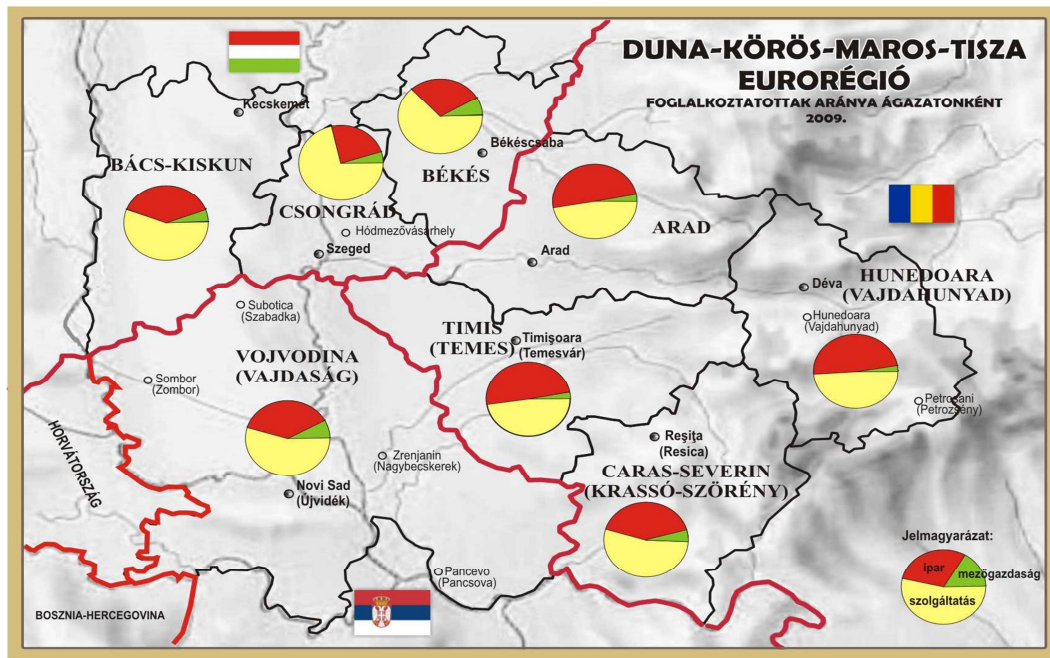 DUNA-KÖRÖS-MAROS-TISZA
EURORÉGIÓ
FOGLALKOZTATOTTAK ARÁNYA ÁGAZATONKÉNT
2009.
Kecskemét
BÁCS-KISKUN
Békéscsaba
BÉKÉS
CSONGRÁD
Hódmezővásárhely
Szeged
ARAD
Arad
HUNEDOARA
(VAJDAHUNYAD)
Déva
Hunedoara
(Vajdahunyad)
Petrosani
(Petrozsény)
Subotica
(Szabadka)
TIMIS
(TEMES)
Timişoara
(Temesvár)
VOJVODINA
(VAJDASÁG)
Sombor
(Zombor)
HORVÁTORSZÁG
Zrenjanin
(Nagybecskerek)
Novi Sad
(Újvidék)
Reşiţa
(Resica)
CARAS-SEVERIN
(KRASSÓ-SZÖRÉNY)
Pancevo
(Pancsova)
BOSZNIA-HERCEGOVINA
Jelmagyarázat:
ipar
mezögazdaság
szolgáltatás